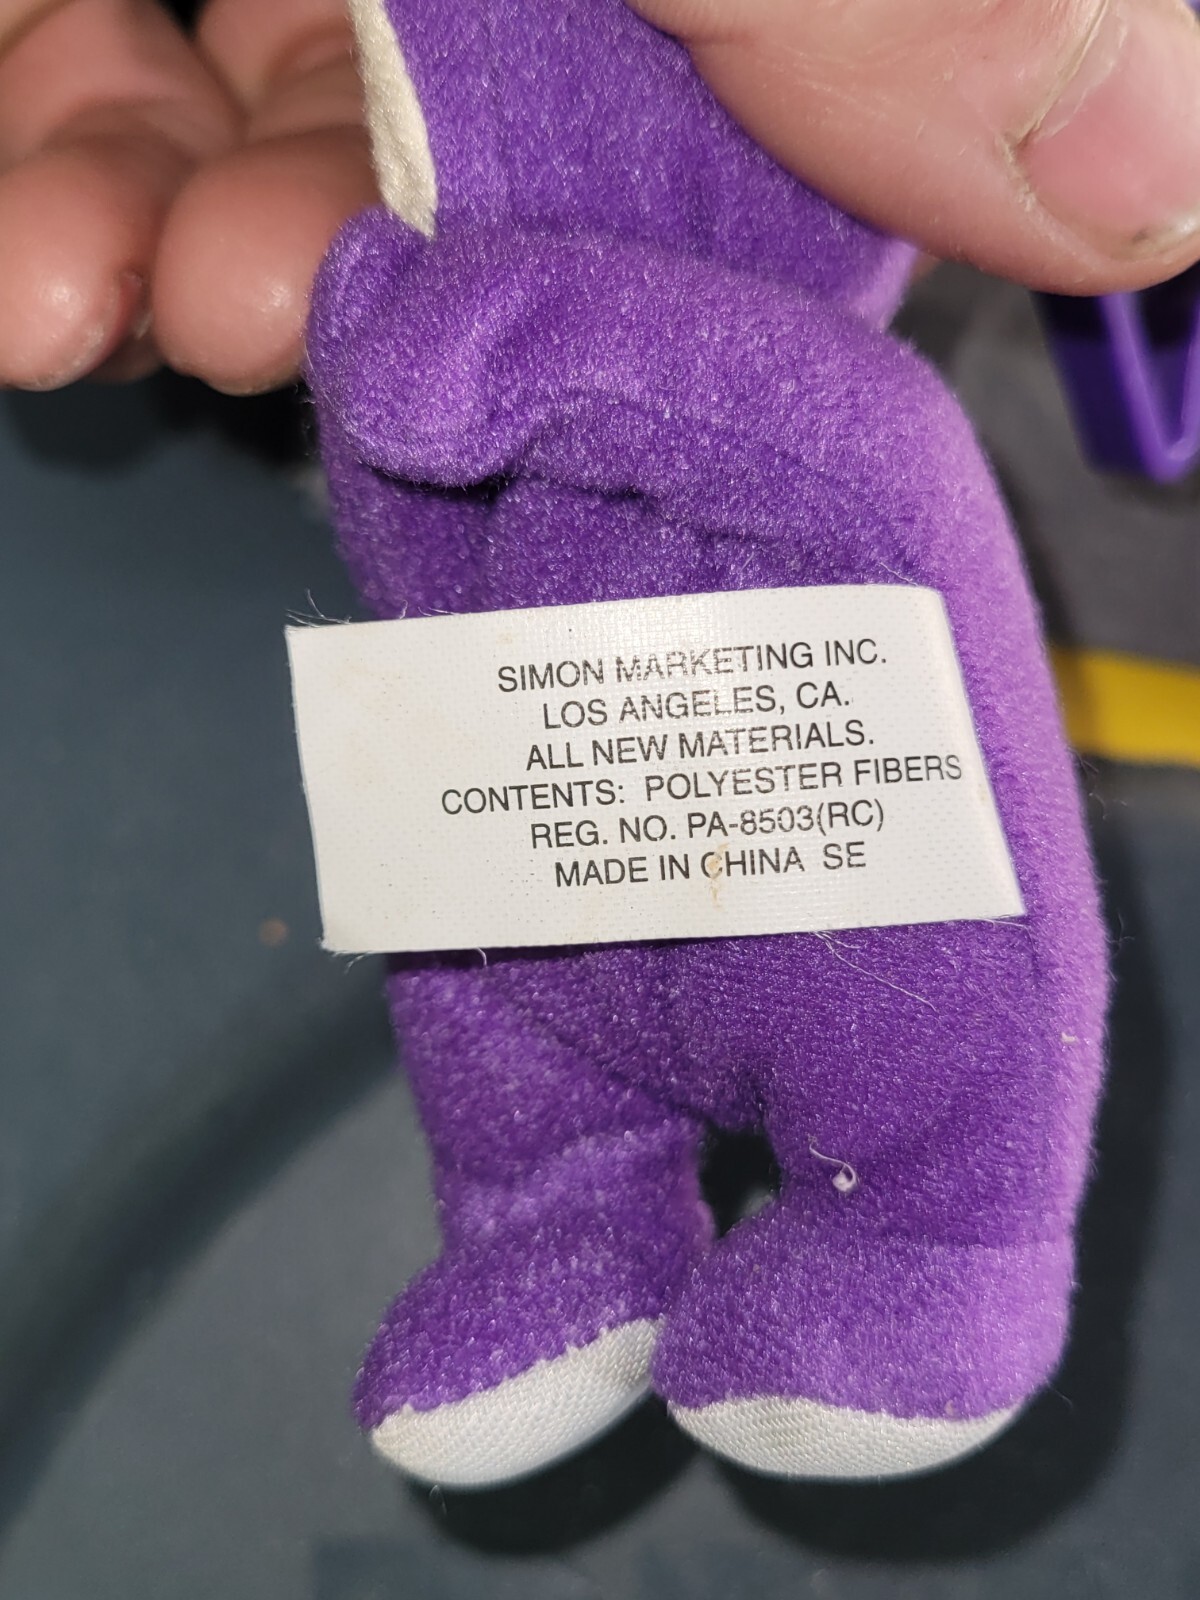 SIMON MARKETING INC.
LOS ANGELES, CA.
ALL NEW MATERIALS.
CONTENTS: POLYESTER FIBERS
REG. NO. PA-8503(RC)
MADE IN CHINA SE